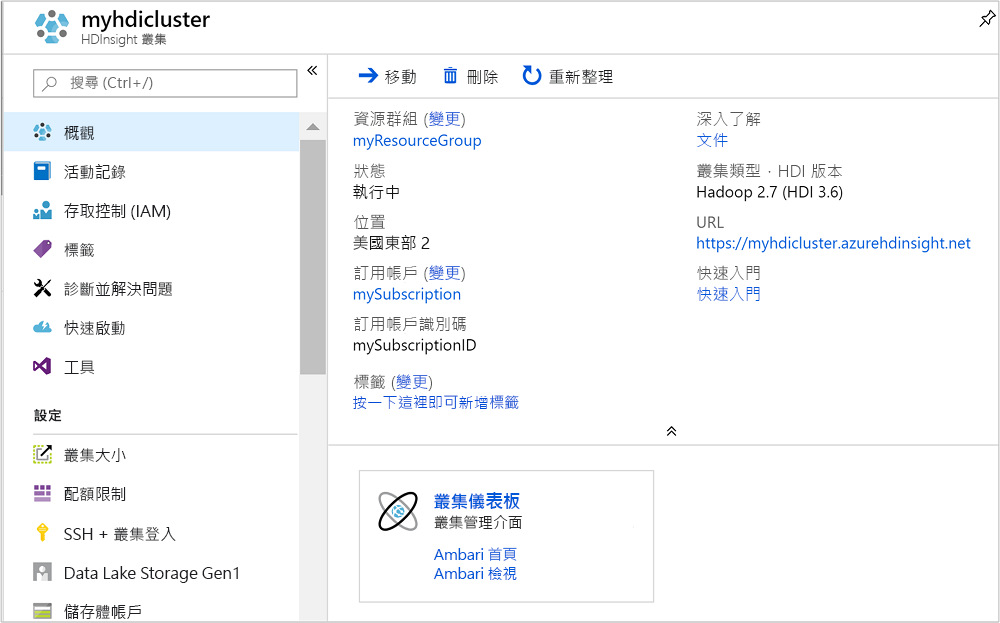 myhdicluster
HDInsight 叢集
搜尋 (Ctrl+/)
概觀
活動記錄
存取控制 (IAM)
標籤
診斷並解決問題
快速啟動
工具
設定
叢集大小
配額限制
SSH + 叢集登入
Data Lake Storage Gen1
儲存體帳戶
移動
刪除
重新整理
資源群組 (變更)
myResourceGroup
狀態
執行中
位置
美國東部 2
訂用帳戶 (變更)
mySubscription
訂用帳戶識別碼
mySubscriptionID
標籤 (變更)
按一下這裡即可新增標籤
深入了解
文件
叢集類型・HDI 版本
Hadoop 2.7 (HDI 3.6)
URL
https://myhdicluster.azurehdinsight.net
快速入門
快速入門
叢集儀表板
叢集管理介面
Ambari 首頁
Ambari 檢視